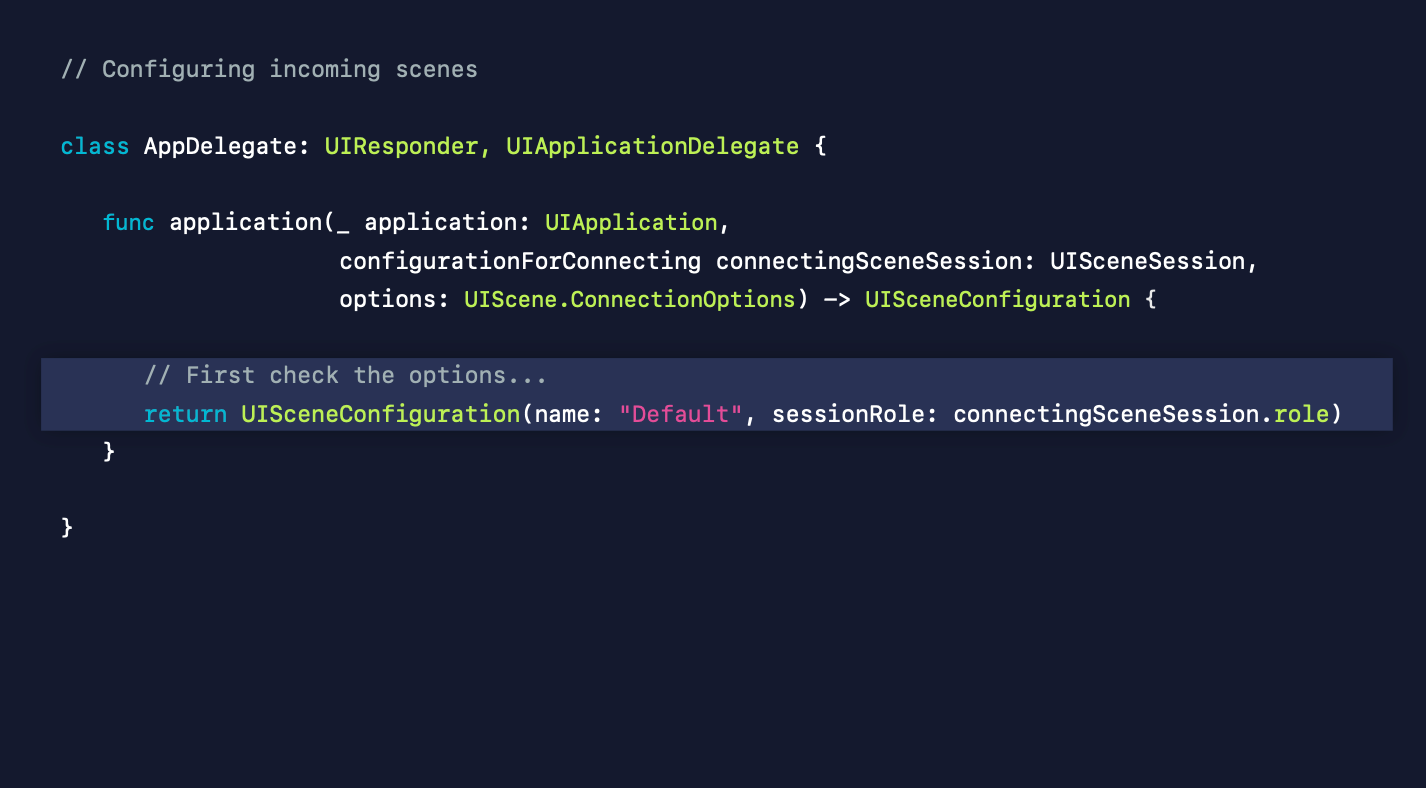 // Configuring incoming scenes
class AppDelegate: UIResponder, UIApplicationDelegate {
func application(_ application: UIApplication,
configurationForConnecting connectingSceneSession: UISceneSession,
options: UIScene.ConnectionOptions) -> UISceneConfiguration {
// First check the options...
return UISceneConfiguration(name: "Default", sessionRole: connectingSceneSession.role)
}
}